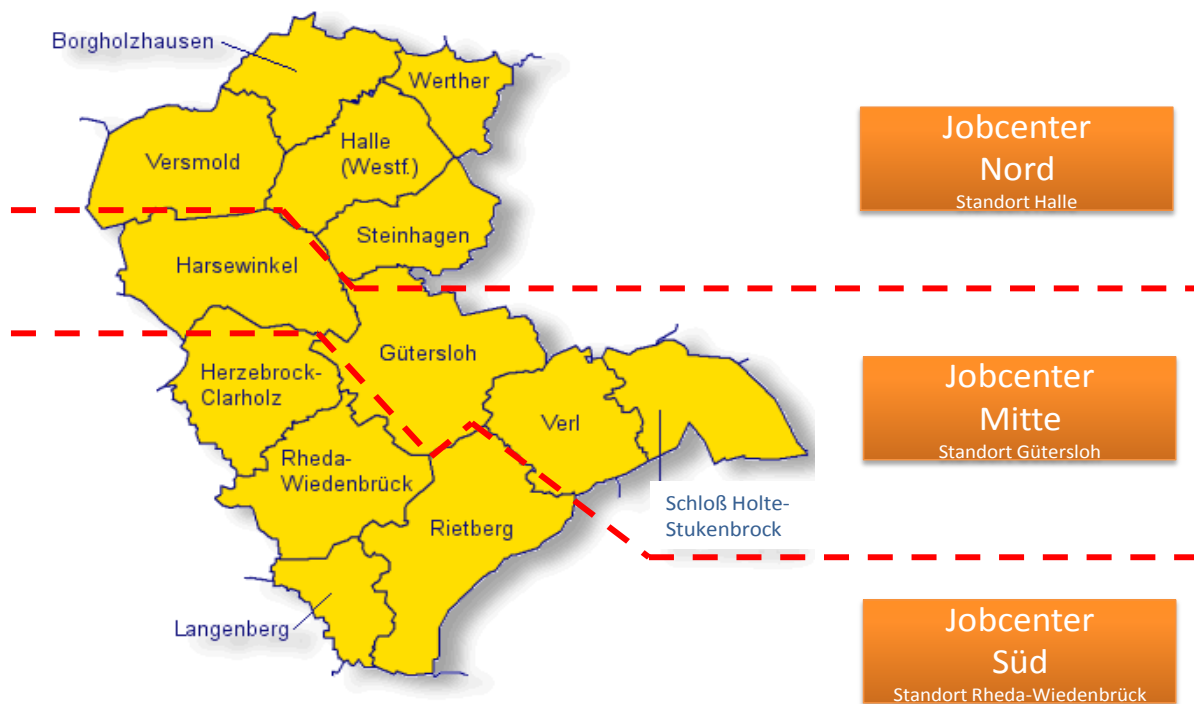 Borgholzhausen
Werther
Versmold
Halle
(Westf.)
Steinhagen
Harsewinkel
Gütersloh
Herzebrock-
Clarholz
Verl
Rheda-
Wiedenbrück
Rietberg
Schloß Holte-
Stukenbrock
Langenberg
Jobcenter
Nord
Standort Halle
Jobcenter
Mitte
Standort Gütersloh
Jobcenter
Süd
Standort Rheda-Wiedenbrück